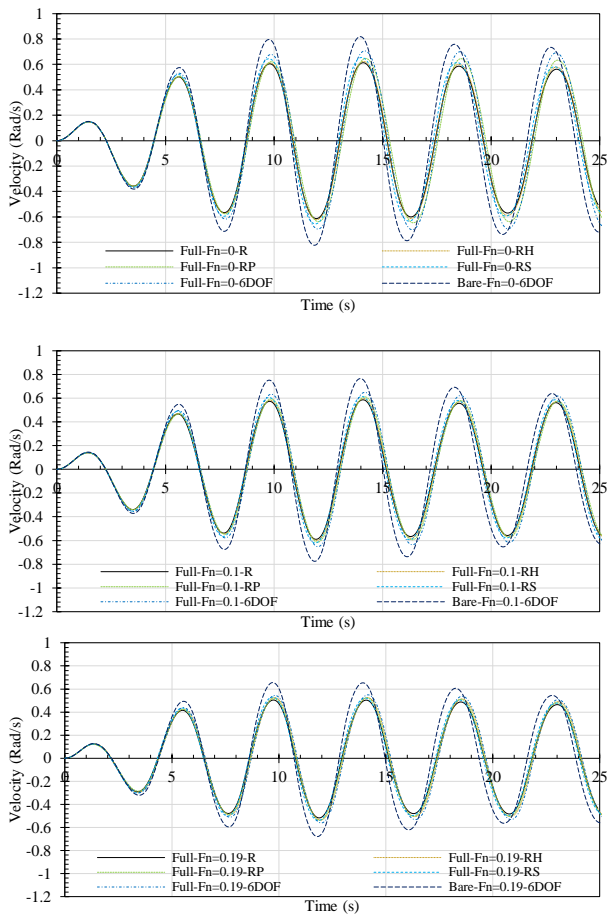 1
0.8
0.6
0.4
0.2
0
-0.2
-0.4
-0.6
-0.8
-1
-1.2
Velocity (Rad/s)
0 5 10 15 20 25
Full-Fn=0-R Full-Fn=0-RH
Full-Fn=0-RP Full-Fn=0-RS
Full-Fn=0-6DOF Bare-Fn=0-6DOF
Time (s)
1
0.8
0.6
0.4
0.2
0
-0.2
-0.4
-0.6
-0.8
-1
-1.2
Velocity (Rad/s)
0 5 10 15 20 25
Full-Fn=0.1-R Full-Fn=0.1-RH
Full-Fn=0.1-RP Full-Fn=0.1-RS
Full-Fn=0.1-6DOF Bare-Fn=0.1-6DOF
Time (s)
1
0.8
0.6
0.4
0.2
0
-0.2
-0.4
-0.6
-0.8
-1
-1.2
Velocity (Rad/s)
0 5 10 15 20 25
Full-Fn=0.19-R Full-Fn=0.19-RH
Full-Fn=0.19-RP Full-Fn=0.19-RS
Full-Fn=0.19-6DOF Bare-Fn=0.19-6DOF
Time (s)